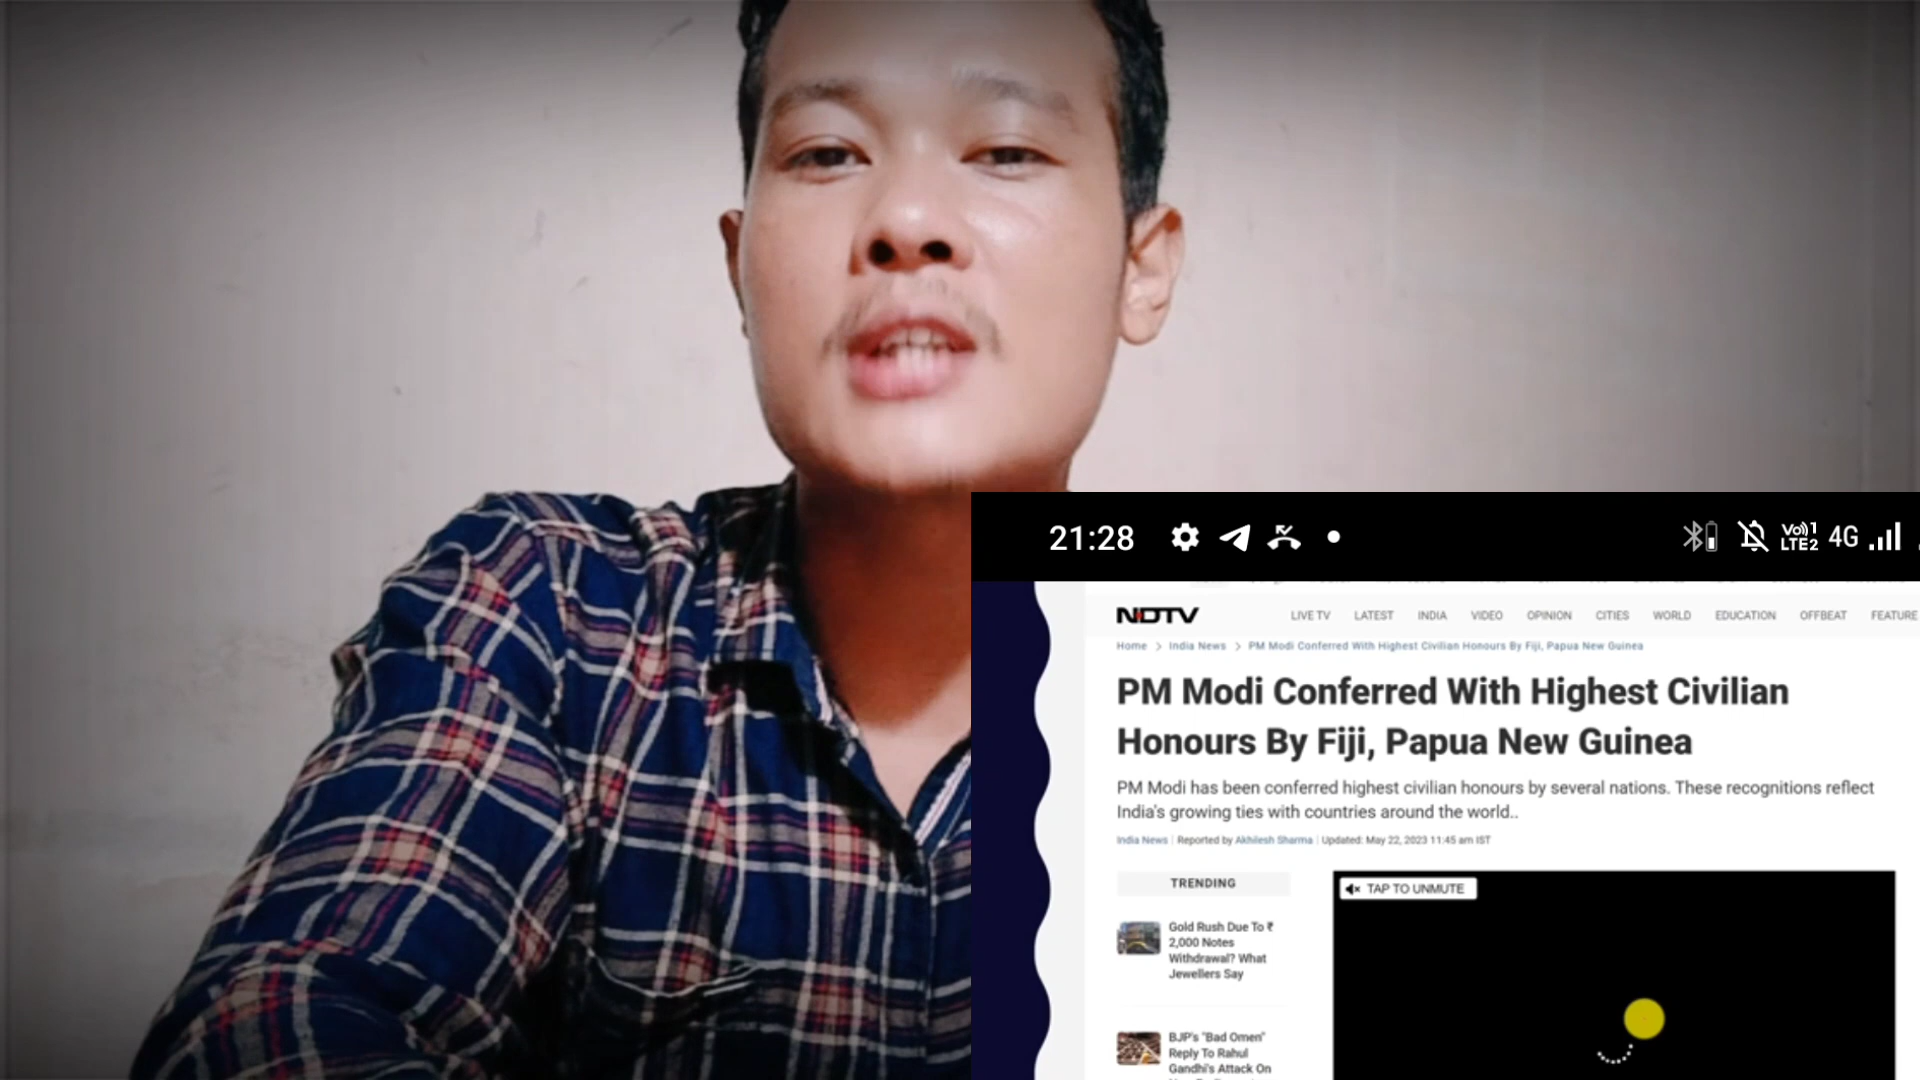 21:28
Vo))1
LTE2 4G
NDTV
LIVE TV LATEST INDIA VIDEO OPINION CITIES WORLD EDUCATION OFFBEAT FEATURE
Home > India News > PM Modi Conferred With Highest Civilian Honours By Fiji, Papua New Guinea
PM Modi Conferred With Highest Civilian
Honours By Fiji, Papua New Guinea
PM Modi has been conferred highest civilian honours by several nations. These recognitions reflect
India's growing ties with countries around the world..
India News | Reported by Akhilesh Sharma | Updated: May 22, 2023 11:45 am IST
TRENDING
TAP TO UNMUTE
Gold Rush Due To ₹
2,000 Notes
Withdrawal? What
Jewellers Say
BJP's "Bad Omen"
Reply To Rahul
Gandhi's Attack On